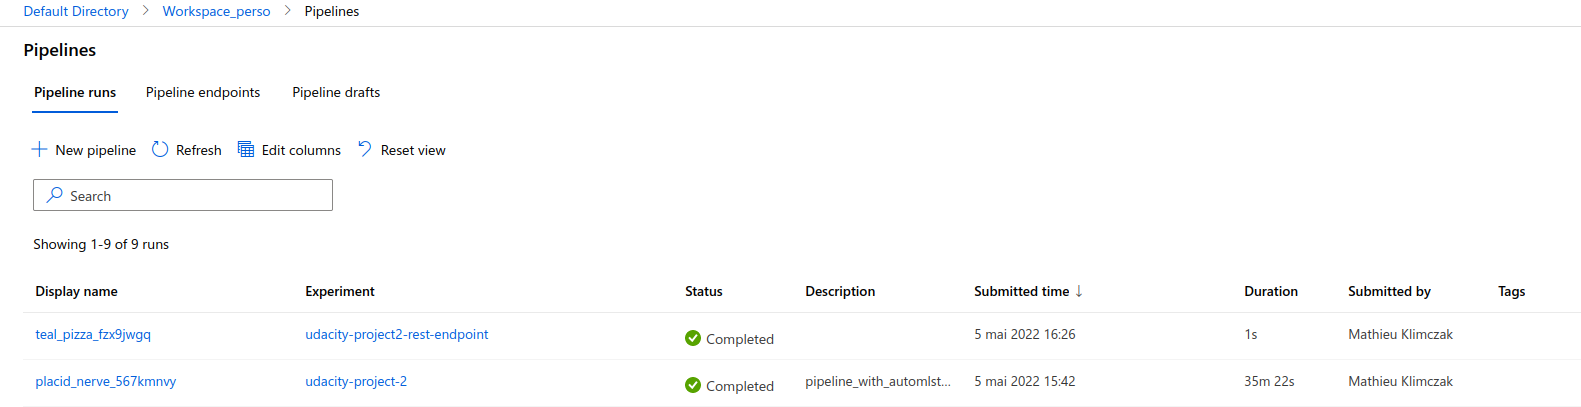 Default Directory > Workspace_perso > Pipelines
Pipelines
Pipeline runs Pipeline endpoints Pipeline drafts
New pipeline Refresh Edit columns Reset view
Search
Showing 1-9 of 9 runs
Display name Experiment Status Description Submitted time ↓ Duration Submitted by Tags
teal_pizza_fzx9jwgq udacity-project2-rest-endpoint Completed 5 mai 2022 16:26 1s Mathieu Klimczak
placid_nerve_567kmnvy udacity-project-2 Completed pipeline_with_automlst... 5 mai 2022 15:42 35m 22s Mathieu Klimczak